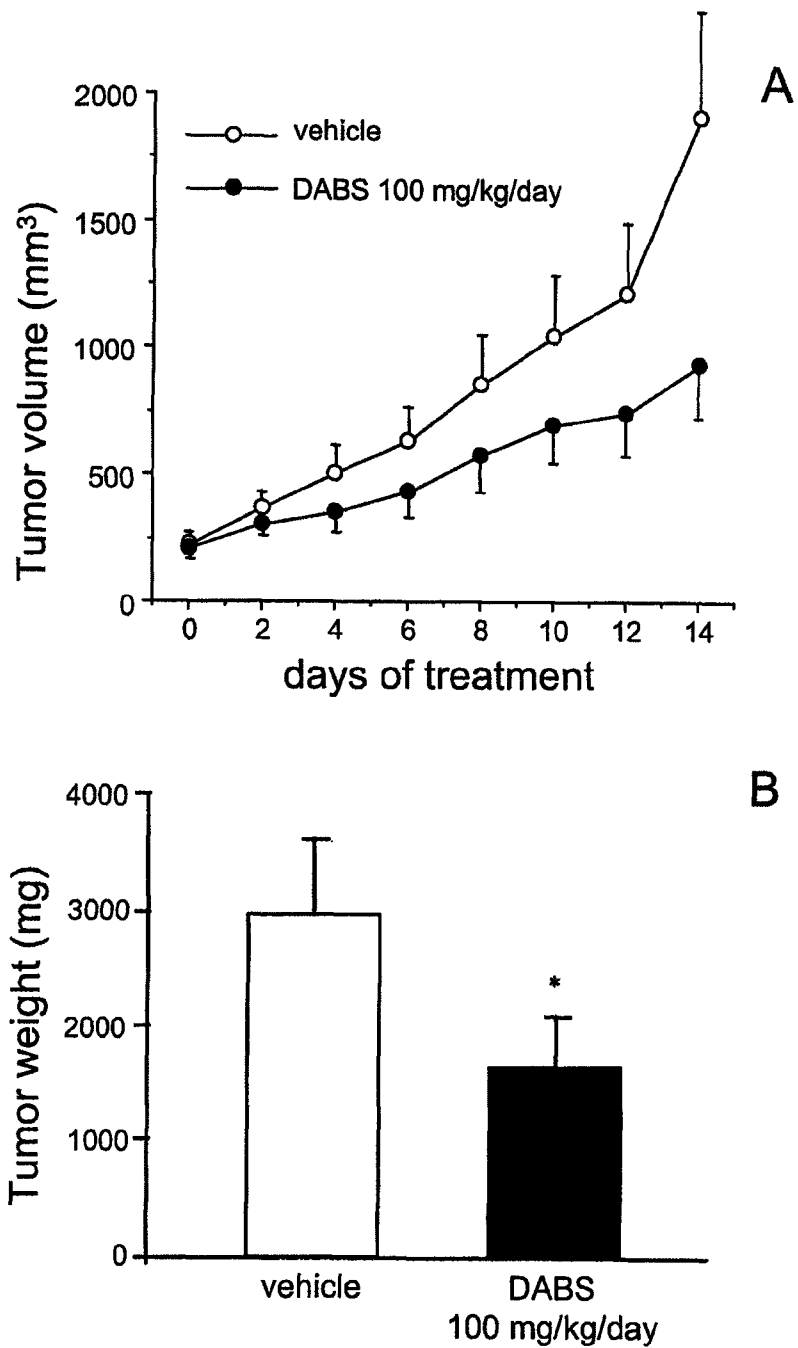 A
2000
1500
1000
500
0
Tumor volume (mm³)
vehicle
DABS 100 mg/kg/day
0 2 4 6 8 10 12 14
days of treatment
B
4000
3000
2000
1000
0
Tumor weight (mg)
*
vehicle
DABS
100 mg/kg/day